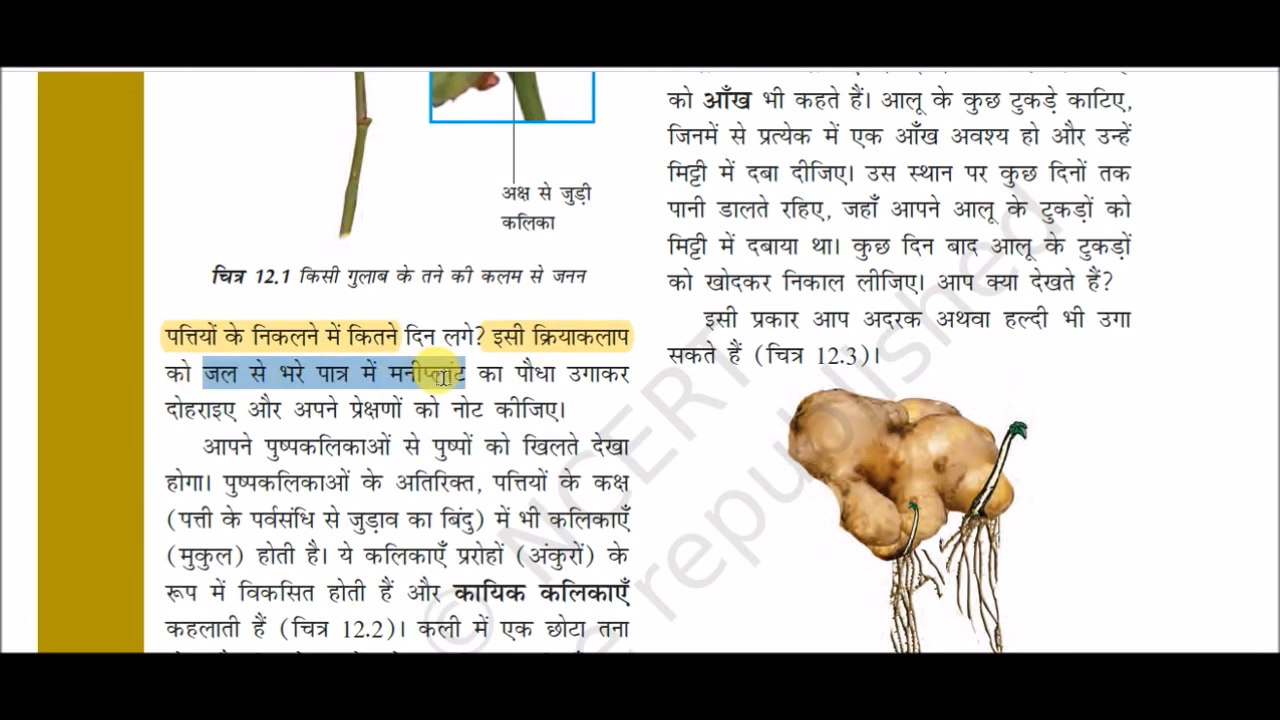 अक्ष से जुड़ी
कलिका
चित्र 12.1 किसी गुलाब के तने की कलम से जनन
पत्तियों के निकलने में कितने दिन लगे? इसी क्रियाकलाप
को जल से भरे पात्र में मनीप्लांट का पौधा उगाकर
दोहराइए और अपने प्रेक्षणों को नोट कीजिए।
आपने पुष्पकलिकाओं से पुष्पों को खिलते देखा
होगा। पुष्पकलिकाओं के अतिरिक्त, पत्तियों के कक्ष
(पत्ती के पर्वसंधि से जुड़ाव का बिंदु) में भी कलिकाएँ
(मुकुल) होती है। ये कलिकाएँ प्ररोहों (अंकुरों) के
रूप में विकसित होती हैं और कायिक कलिकाएँ
कहलाती हैं (चित्र 12.2)। कली में एक छोटा तना
को आँख भी कहते हैं। आलू के कुछ टुकड़े काटिए,
जिनमें से प्रत्येक में एक आँख अवश्य हो और उन्हें
मिट्टी में दबा दीजिए। उस स्थान पर कुछ दिनों तक
पानी डालते रहिए, जहाँ आपने आलू के टुकड़ों को
मिट्टी में दबाया था। कुछ दिन बाद आलू के टुकड़ों
को खोदकर निकाल लीजिए। आप क्या देखते हैं?
इसी प्रकार आप अदरक अथवा हल्दी भी उगा
सकते हैं (चित्र 12.3)।
© NCERT
be republished